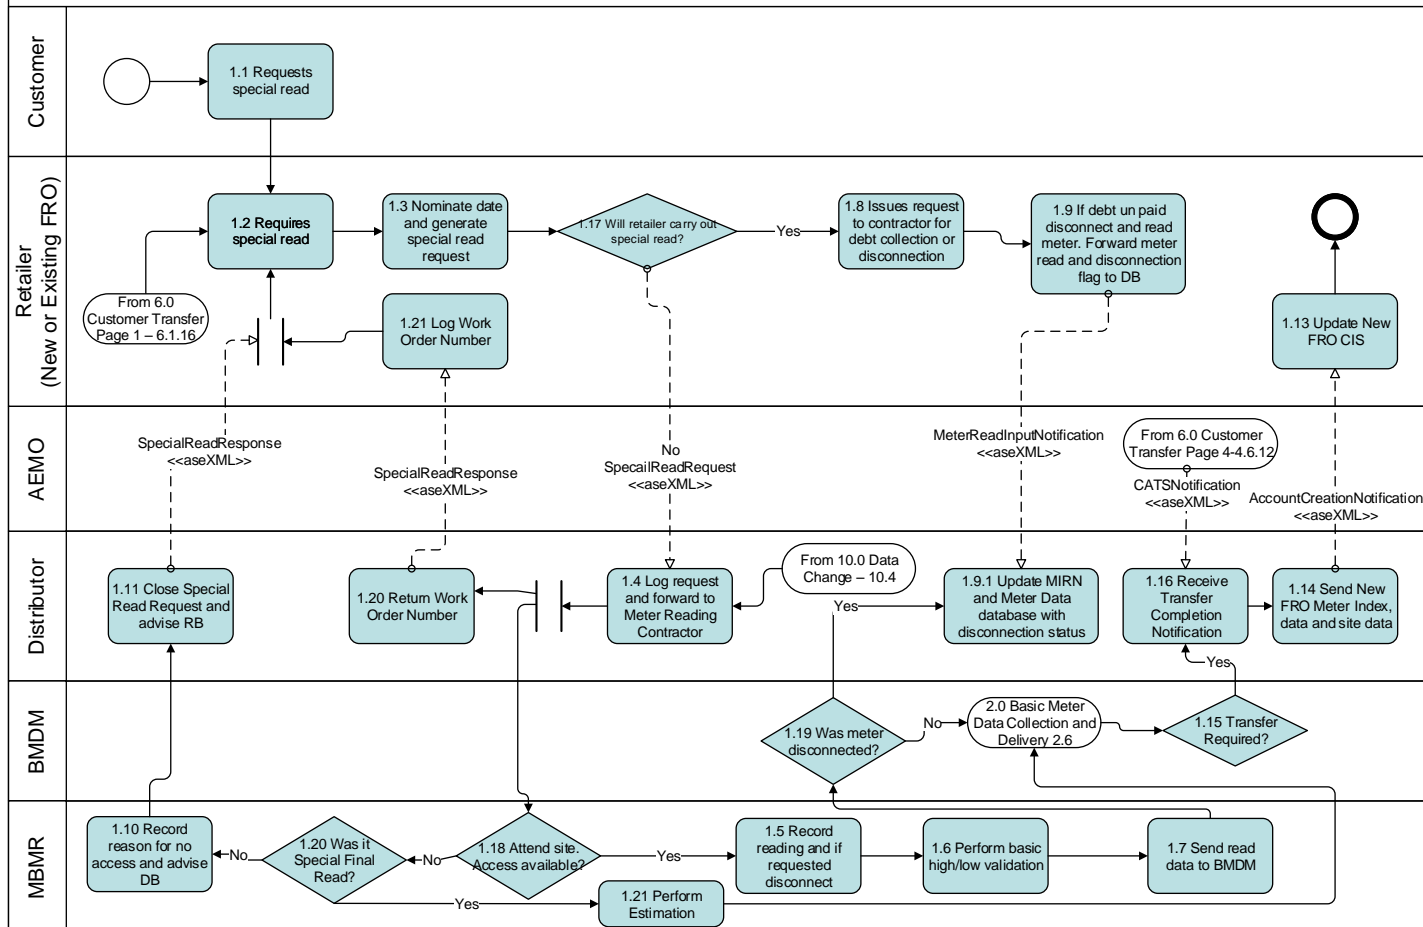 Customer
1.1 Requests
special read
Retailer
(New or Existing FRO)
1.2 Requires
special read
1.3 Nominate date
and generate
special read
request
1.17 Will retailer carry out
special read?
Yes
1.8 Issues request
to contractor for
debt collection or
disconnection
1.9 If debt unpaid
disconnect and read
meter. Forward meter
read and disconnection
flag to DB
From 6.0
Customer Transfer
Page 1 – 6.1.16
1.21 Log Work
Order Number
1.13 Update New
FRO CIS
AEMO
SpecialReadResponse
<<aseXML>>
SpecialReadResponse
<<aseXML>>
No
SpecailReadRequest
<<aseXML>>
MeterReadInputNotification
<<aseXML>>
From 6.0 Customer
Transfer Page 4-4.6.12
CATSNotification
<<aseXML>>
AccountCreationNotification
<<aseXML>>
Distributor
1.11 Close Special
Read Request and
advise RB
1.20 Return Work
Order Number
1.4 Log request
and forward to
Meter Reading
Contractor
From 10.0 Data
Change – 10.4
Yes
1.9.1 Update MIRN
and Meter Data
database with
disconnection status
1.16 Receive
Transfer
Completion
Notification
1.14 Send New
FRO Meter Index,
data and site data
Yes
BMDM
1.19 Was meter
disconnected?
No
2.0 Basic Meter
Data Collection and
Delivery 2.6
1.15 Transfer
Required?
MBMR
1.10 Record
reason for no
access and advise
DB
No
1.20 Was it
Special Final
Read?
No
1.18 Attend site.
Access available?
Yes
1.5 Record
reading and if
requested
disconnect
1.6 Perform basic
high/low validation
1.7 Send read
data to BMDM
Yes
1.21 Perform
Estimation